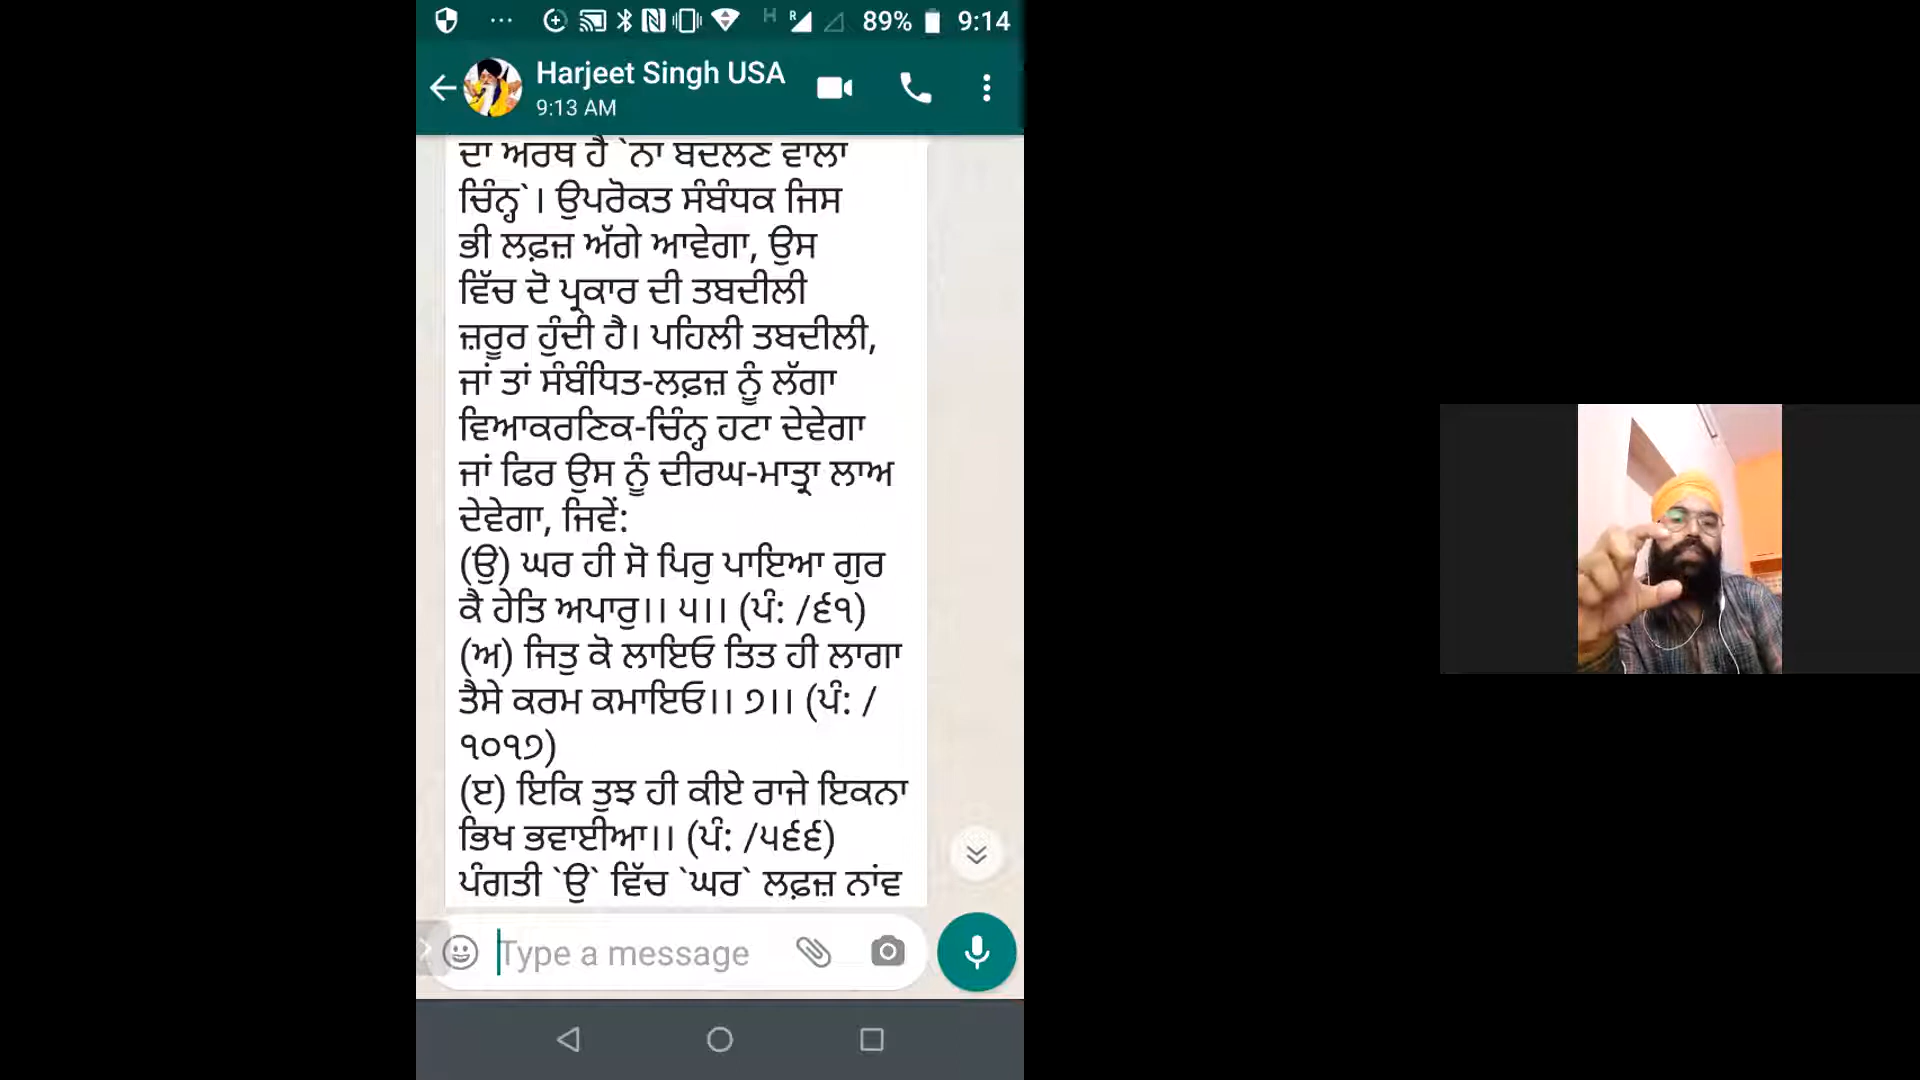 89% 9:14
Harjeet Singh USA
9:13 AM
ਦਾ ਅਰਥ ਹੈ `ਨਾ ਬਦਲਣ ਵਾਲਾ
ਚਿੰਨ੍ਹ`। ਉਪਰੋਕਤ ਸੰਬੰਧਕ ਜਿਸ
ਭੀ ਲਫ਼ਜ਼ ਅੱਗੇ ਆਵੇਗਾ, ਉਸ
ਵਿੱਚ ਦੋ ਪ੍ਰਕਾਰ ਦੀ ਤਬਦੀਲੀ
ਜ਼ਰੂਰ ਹੁੰਦੀ ਹੈ। ਪਹਿਲੀ ਤਬਦੀਲੀ,
ਜਾਂ ਤਾਂ ਸੰਬੰਧਿਤ-ਲਫ਼ਜ਼ ਨੂੰ ਲੱਗਾ
ਵਿਆਕਰਣਿਕ-ਚਿੰਨ੍ਹ ਹਟਾ ਦੇਵੇਗਾ
ਜਾਂ ਫਿਰ ਉਸ ਨੂੰ ਦੀਰਘ-ਮਾਤ੍ਰਾ ਲਾਅ
ਦੇਵੇਗਾ, ਜਿਵੇਂ:
(ੳ) ਘਰ ਹੀ ਸੋ ਪਿਰੁ ਪਾਇਆ ਗੁਰ
ਕੈ ਹੇਤਿ ਅਪਾਰੁ।। ੫।। (ਪੰ: /੬੧)
(ਅ) ਜਿਤੁ ਕੋ ਲਾਇਓ ਤਿਤ ਹੀ ਲਾਗਾ
ਤੈਸੇ ਕਰਮ ਕਮਾਇਓ।। ੭।। (ਪੰ: /
੧੦੧੭)
(ੲ) ਇਕਿ ਤੁਝ ਹੀ ਕੀਏ ਰਾਜੇ ਇਕਨਾ
ਭਿਖ ਭਵਾਈਆ।। (ਪੰ: /੫੬੬)
ਪੰਗਤੀ `ੳ` ਵਿੱਚ `ਘਰ` ਲਫ਼ਜ਼ ਨਾਂਵ
Type a message